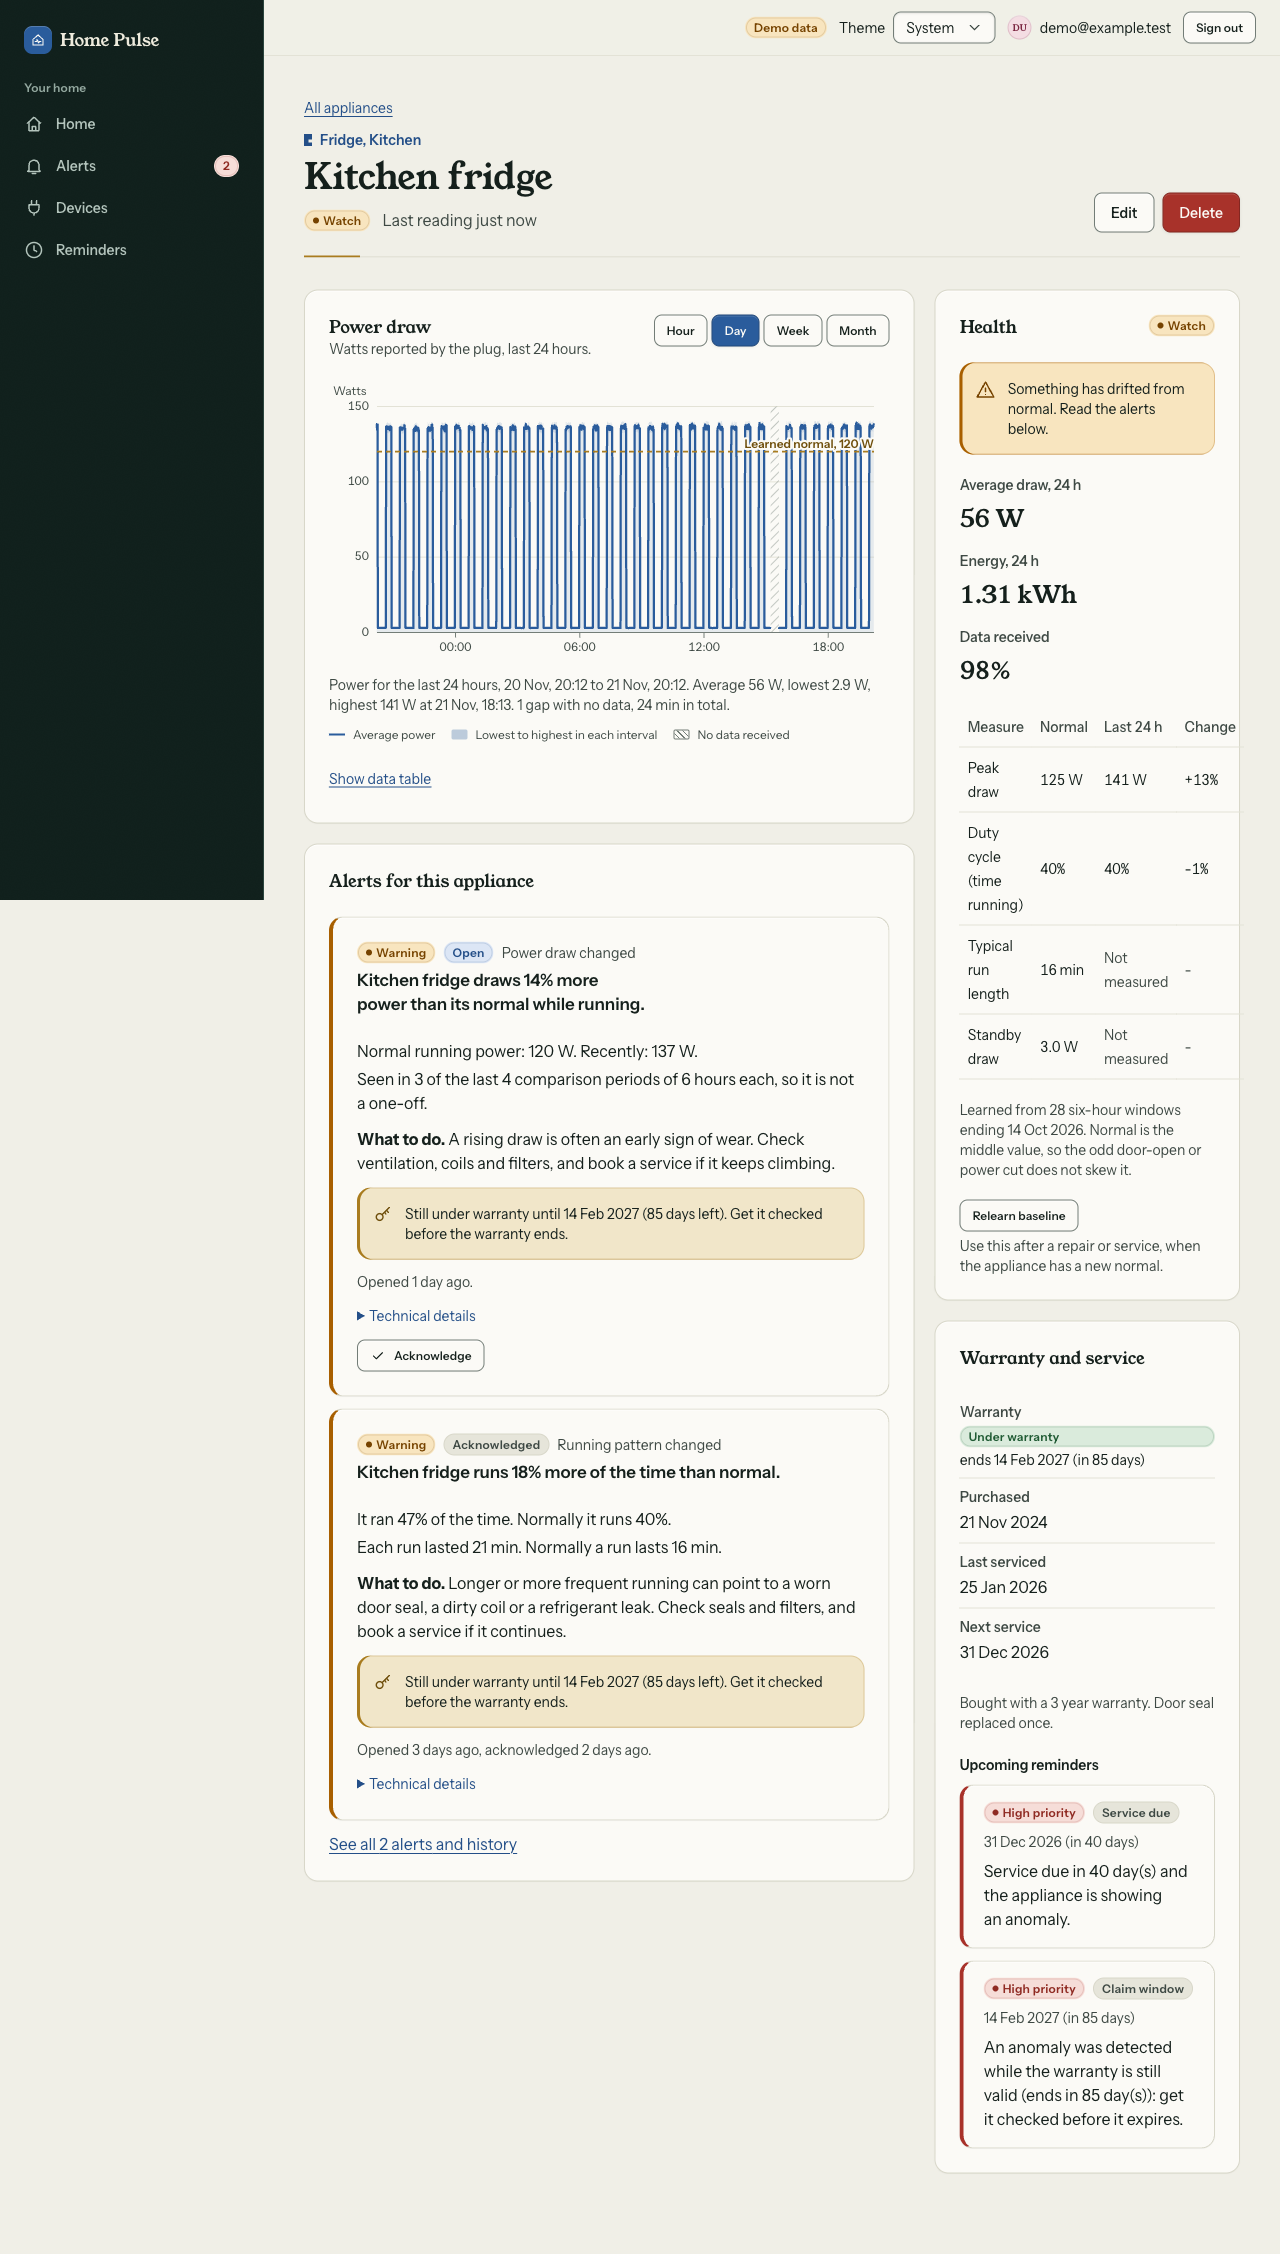 Home Pulse
Your home
Home
Alerts
2
Devices
Reminders
Demo data
Theme
System
DU
demo@example.test
Sign out
All appliances
Fridge, Kitchen
Kitchen fridge
Watch
Last reading just now
Edit
Delete
Power draw
Watts reported by the plug, last 24 hours.
Hour
Day
Week
Month
Watts
150
100
50
0
Learned normal, 120 W
00:00
06:00
12:00
18:00
Power for the last 24 hours, 20 Nov, 20:12 to 21 Nov, 20:12. Average 56 W, lowest 2.9 W,
highest 141 W at 21 Nov, 18:13. 1 gap with no data, 24 min in total.
Average power
Lowest to highest in each interval
No data received
Show data table
Alerts for this appliance
Warning
Open
Power draw changed
Kitchen fridge draws 14% more
power than its normal while running.
Normal running power: 120 W. Recently: 137 W.
Seen in 3 of the last 4 comparison periods of 6 hours each, so it is not
a one-off.
What to do. A rising draw is often an early sign of wear. Check
ventilation, coils and filters, and book a service if it keeps climbing.
Still under warranty until 14 Feb 2027 (85 days left). Get it checked
before the warranty ends.
Opened 1 day ago.
Technical details
Acknowledge
Warning
Acknowledged
Running pattern changed
Kitchen fridge runs 18% more of the time than normal.
It ran 47% of the time. Normally it runs 40%.
Each run lasted 21 min. Normally a run lasts 16 min.
What to do. Longer or more frequent running can point to a worn
door seal, a dirty coil or a refrigerant leak. Check seals and filters, and
book a service if it continues.
Still under warranty until 14 Feb 2027 (85 days left). Get it checked
before the warranty ends.
Opened 3 days ago, acknowledged 2 days ago.
Technical details
See all 2 alerts and history
Health
Watch
Something has drifted from
normal. Read the alerts
below.
Average draw, 24 h
56 W
Energy, 24 h
1.31 kWh
Data received
98%
Measure Normal Last 24 h Change
Peak
draw
125 W 141 W +13%
Duty
cycle
(time
running)
40% 40% -1%
Typical
run
length
16 min
Not
measured
-
Standby
draw
3.0 W
Not
measured
-
Learned from 28 six-hour windows
ending 14 Oct 2026. Normal is the
middle value, so the odd door-open or
power cut does not skew it.
Relearn baseline
Use this after a repair or service, when
the appliance has a new normal.
Warranty and service
Warranty
Under warranty
ends 14 Feb 2027 (in 85 days)
Purchased
21 Nov 2024
Last serviced
25 Jan 2026
Next service
31 Dec 2026
Bought with a 3 year warranty. Door seal
replaced once.
Upcoming reminders
High priority
Service due
31 Dec 2026 (in 40 days)
Service due in 40 day(s) and
the appliance is showing
an anomaly.
High priority
Claim window
14 Feb 2027 (in 85 days)
An anomaly was detected
while the warranty is still
valid (ends in 85 day(s)): get
it checked before it expires.